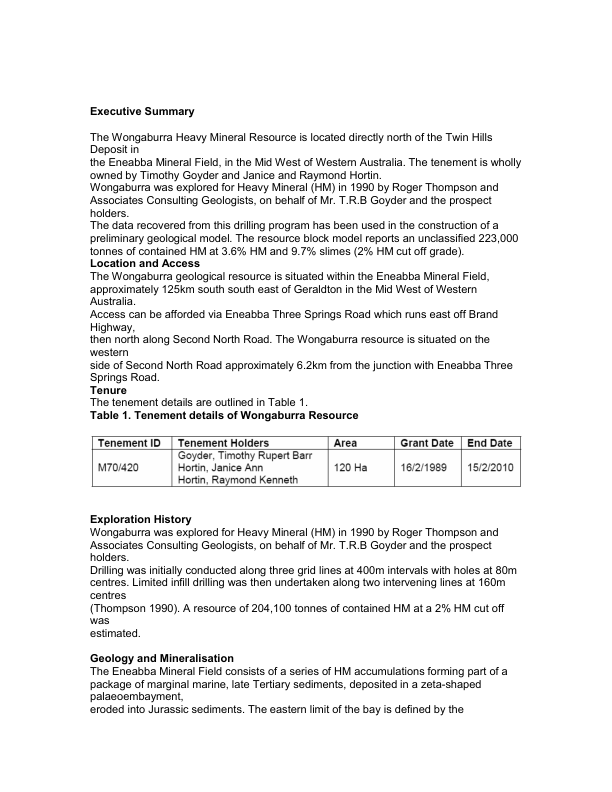 Executive Summary
The Wongaburra Heavy Mineral Resource is located directly north of the Twin Hills
Deposit in
the Eneabba Mineral Field, in the Mid West of Western Australia. The tenement is wholly
owned by Timothy Goyder and Janice and Raymond Hortin.
Wongaburra was explored for Heavy Mineral (HM) in 1990 by Roger Thompson and
Associates Consulting Geologists, on behalf of Mr. T.R.B Goyder and the prospect
holders.
The data recovered from this drilling program has been used in the construction of a
preliminary geological model. The resource block model reports an unclassified 223,000
tonnes of contained HM at 3.6% HM and 9.7% slimes (2% HM cut off grade).
Location and Access
The Wongaburra geological resource is situated within the Eneabba Mineral Field,
approximately 125km south south east of Geraldton in the Mid West of Western
Australia.
Access can be afforded via Eneabba Three Springs Road which runs east off Brand
Highway,
then north along Second North Road. The Wongaburra resource is situated on the
western
side of Second North Road approximately 6.2km from the junction with Eneabba Three
Springs Road.
Tenure
The tenement details are outlined in Table 1.
Table 1. Tenement details of Wongaburra Resource
Tenement ID Tenement Holders Area Grant Date End Date
Goyder, Timothy Rupert Barr
M70/420 Hortin, Janice Ann 120 Ha 16/2/1989 15/2/2010
Hortin, Raymond Kenneth
Exploration History
Wongaburra was explored for Heavy Mineral (HM) in 1990 by Roger Thompson and
Associates Consulting Geologists, on behalf of Mr. T.R.B Goyder and the prospect
holders.
Drilling was initially conducted along three grid lines at 400m intervals with holes at 80m
centres. Limited infill drilling was then undertaken along two intervening lines at 160m
centres
(Thompson 1990). A resource of 204,100 tonnes of contained HM at a 2% HM cut off
was
estimated.
Geology and Mineralisation
The Eneabba Mineral Field consists of a series of HM accumulations forming part of a
package of marginal marine, late Tertiary sediments, deposited in a zeta-shaped
palaeoembayment,
eroded into Jurassic sediments. The eastern limit of the bay is defined by the